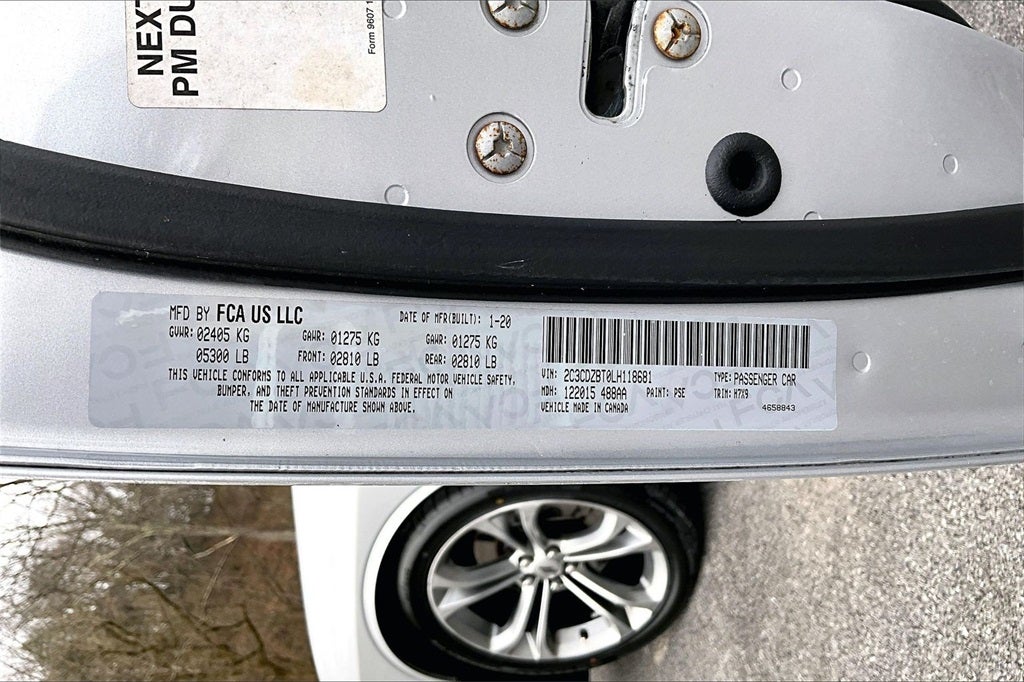 NEXT
PM DU
Form 9607 1
MFD BY FCA US LLC
DATE OF MFR(BUILT): 1-20
GVWR: 02405 KG
GAWR: 01275 KG
GAWR: 01275 KG
05300 LB
FRONT: 02810 LB
REAR: 02810 LB
THIS VEHICLE CONFORMS TO ALL APPLICABLE U.S.A. FEDERAL MOTOR VEHICLE SAFETY,
BUMPER, AND THEFT PREVENTION STANDARDS IN EFFECT ON
THE DATE OF MANUFACTURE SHOWN ABOVE.
VIN: 2C3CDZBT0LH118681
TYPE: PASSENGER CAR
MDH: 122015 488AA
PAINT: PSE
TRIM: H7X9
VEHICLE MADE IN CANADA
4658843